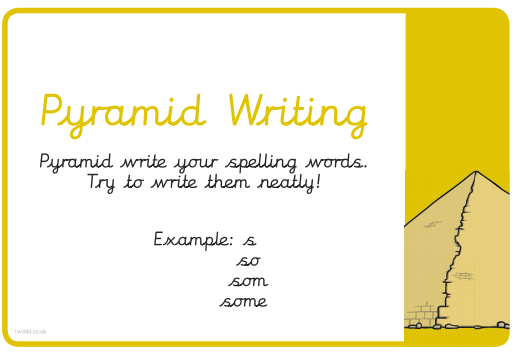 Pyramid Writing
Pyramid write your spelling words.
Try to write them neatly!
Example: s
so
som
some
twinkl.co.uk